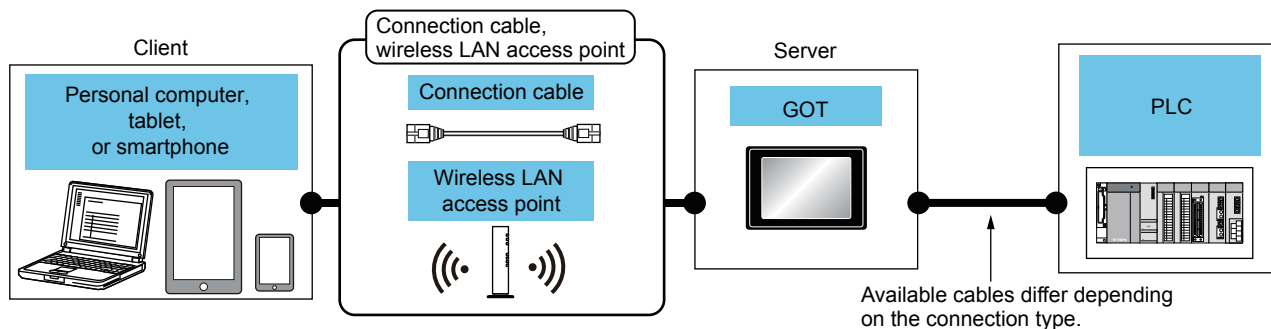 Client
Personal computer,
tablet,
or smartphone
Connection cable,
wireless LAN access point
Connection cable
Wireless LAN
access point
Server
GOT
PLC
Available cables differ depending
on the connection type.